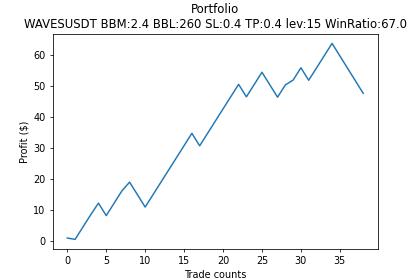 Portfolio
WAVESUSDT BBM:2.4 BBL:260 SL:0.4 TP:0.4 lev:15 WinRatio:67.0
Profit ($)
60
50
40
30
20
10
0
0 5 10 15 20 25 30 35
Trade counts